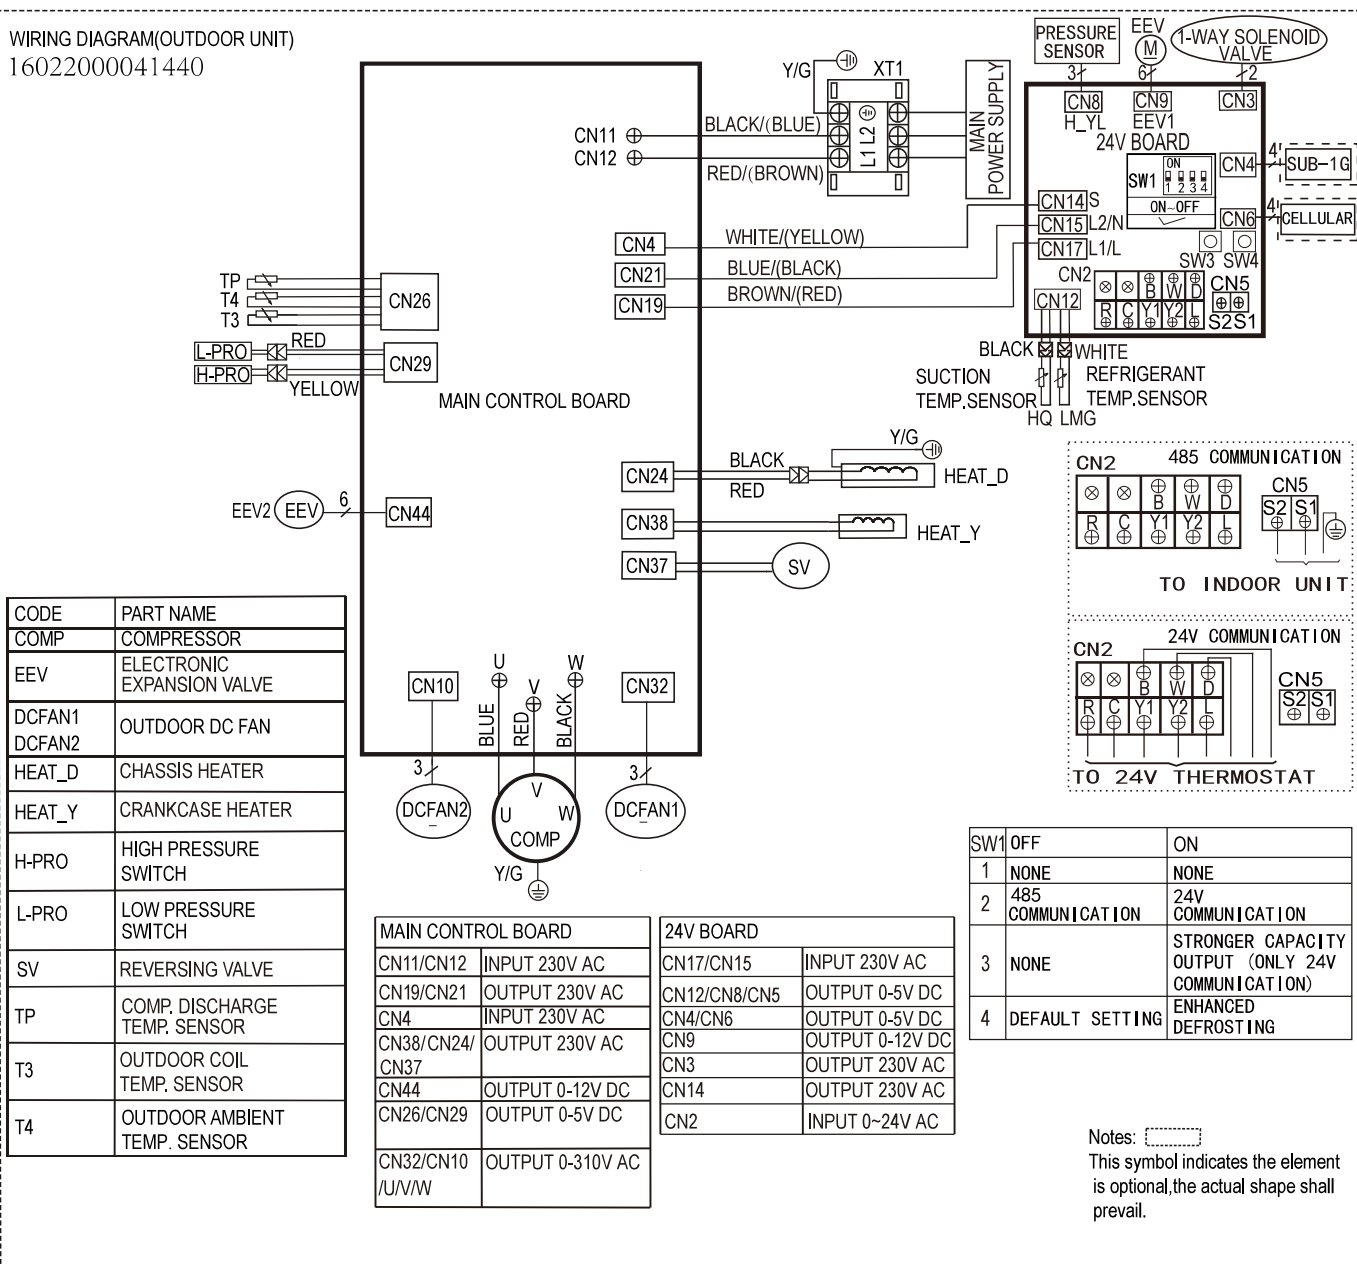 WIRING DIAGRAM(OUTDOOR UNIT)
16022000041440
Y/G
XT1
L1 L2
MAIN
POWER SUPPLY
CN11
CN12
BLACK/(BLUE)
RED/(BROWN)
PRESSURE
SENSOR
3
EEV
M
6
1-WAY SOLENOID
VALVE
2
CN8
H_YL
CN9
EEV1
CN3
24V BOARD
SW1
ON
1 2 3 4
ON~OFF
CN4
4
SUB-1G
CN6
4
CELLULAR
SW3 SW4
CN14 S
CN15 L2/N
CN17 L1/L
CN2
B W D
R C Y1 Y2 L
CN5
S2S1
CN12
BLACK
WHITE
SUCTION
TEMP.SENSOR
REFRIGERANT
TEMP.SENSOR
HQ LMG
CN4
WHITE/(YELLOW)
CN21
BLUE/(BLACK)
CN19
BROWN/(RED)
TP
T4
T3
CN26
L-PRO
RED
H-PRO
YELLOW
CN29
MAIN CONTROL BOARD
EEV2
EEV
6
CN44
CN24
BLACK
RED
Y/G
HEAT_D
CN38
HEAT_Y
CN37
SV
CN10
3
DCFAN2
U
BLUE
V
RED
W
BLACK
U
V
W
COMP
Y/G
CN32
3
DCFAN1
CN2
485 COMMUNICATION
B W D
R C Y1 Y2 L
CN5
S2 S1
TO INDOOR UNIT
24V COMMUNICATION
CN2
B W D
R C Y1 Y2 L
CN5
S2 S1
TO 24V THERMOSTAT
CODE PART NAME
COMP COMPRESSOR
EEV ELECTRONIC
EXPANSION VALVE
DCFAN1
DCFAN2
OUTDOOR DC FAN
HEAT_D CHASSIS HEATER
HEAT_Y CRANKCASE HEATER
H-PRO HIGH PRESSURE
SWITCH
L-PRO LOW PRESSURE
SWITCH
SV REVERSING VALVE
TP COMP. DISCHARGE
TEMP. SENSOR
T3 OUTDOOR COIL
TEMP. SENSOR
T4 OUTDOOR AMBIENT
TEMP. SENSOR
MAIN CONTROL BOARD
CN11/CN12 INPUT 230V AC
CN19/CN21 OUTPUT 230V AC
CN4 INPUT 230V AC
CN38/CN24/ OUTPUT 230V AC
CN37
CN44 OUTPUT 0-12V DC
CN26/CN29 OUTPUT 0-5V DC
CN32/CN10 OUTPUT 0-310V AC
/U/V/W
24V BOARD
CN17/CN15 INPUT 230V AC
CN12/CN8/CN5 OUTPUT 0-5V DC
CN4/CN6 OUTPUT 0-5V DC
CN9 OUTPUT 0-12V DC
CN3 OUTPUT 230V AC
CN14 OUTPUT 230V AC
CN2 INPUT 0~24V AC
SW1 OFF ON
1 NONE NONE
2 485
COMMUNICATION
24V
COMMUNICATION
3 NONE
STRONGER CAPACITY
OUTPUT (ONLY 24V
COMMUNICATION)
4 DEFAULT SETTING
ENHANCED
DEFROSTING
Notes:
This symbol indicates the element
is optional,the actual shape shall
prevail.